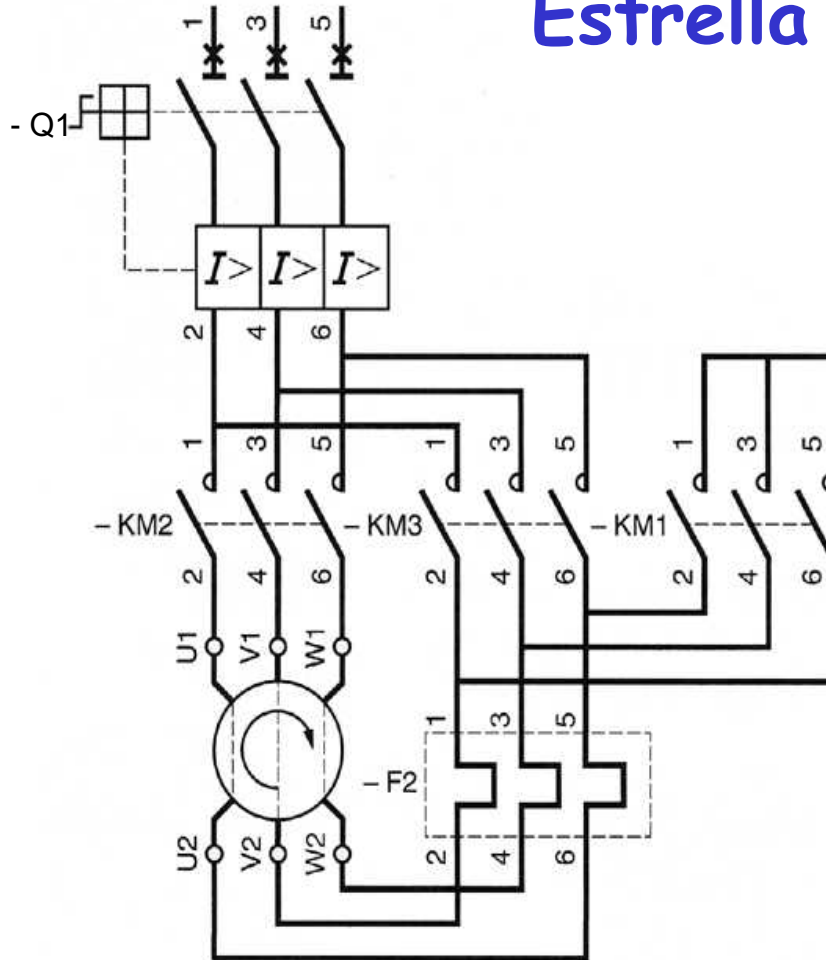 Estrella
1 3 5
- Q1
I> I> I>
2 4 6
1 3 5 1 3 5 1 3 5
- KM2 - KM3 - KM1
2 4 6 2 4 6 2 4 6
U1 V1 W1
1 3 5
- F2
U2 V2 W2 2 4 6